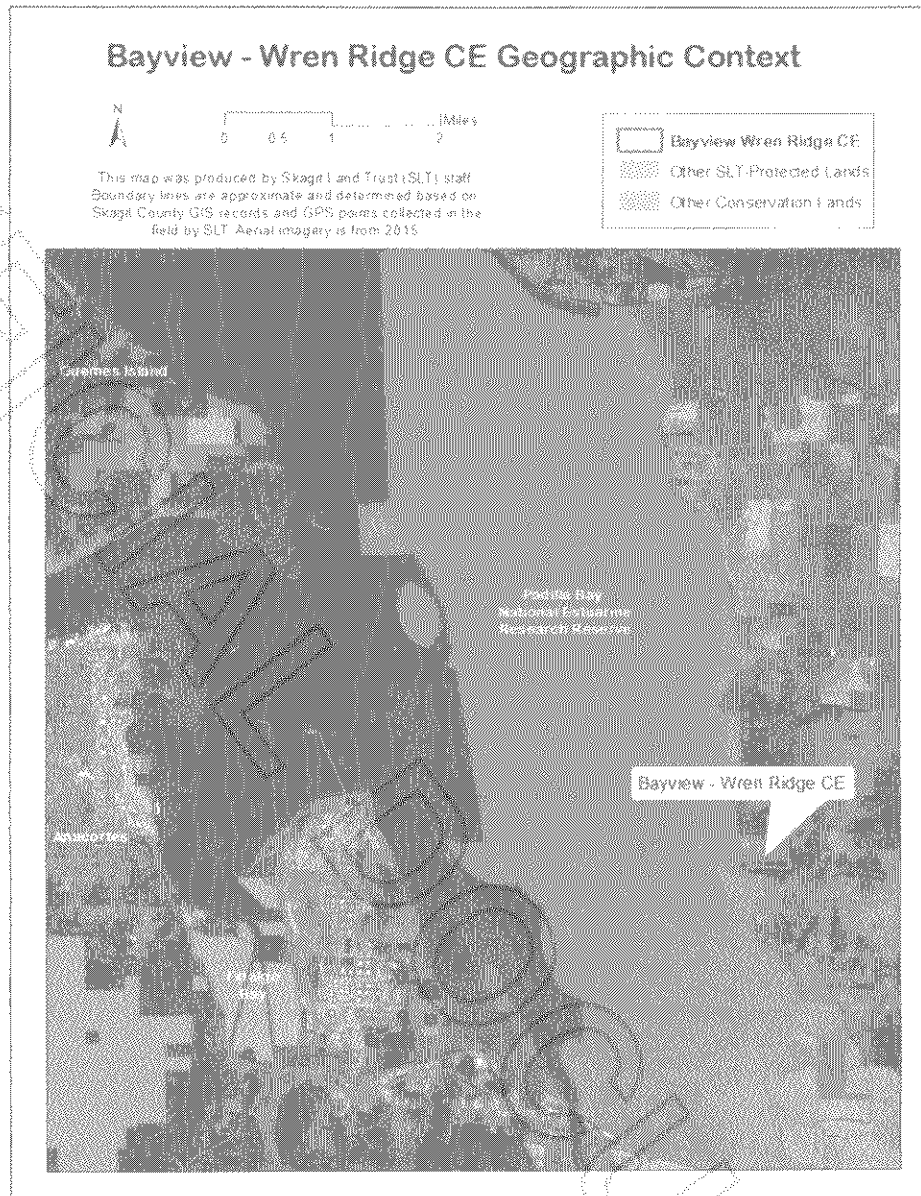 Bayview - Wren Ridge CE Geographic Context
N
Miles
0 0.5 1 2
This map was produced by Skagit Land Trust (SLT) staff.
Boundary lines are approximate and determined based on
Skagit County GIS records and GPS points collected in the
field by SLT. Aerial imagery is from 2015.
Bayview Wren Ridge CE
Other SLT-Protected Lands
Other Conservation Lands
Guemes Island
Padilla Bay
National Estuarine
Research Reserve
Bayview - Wren Ridge CE
Anacortes
Bay